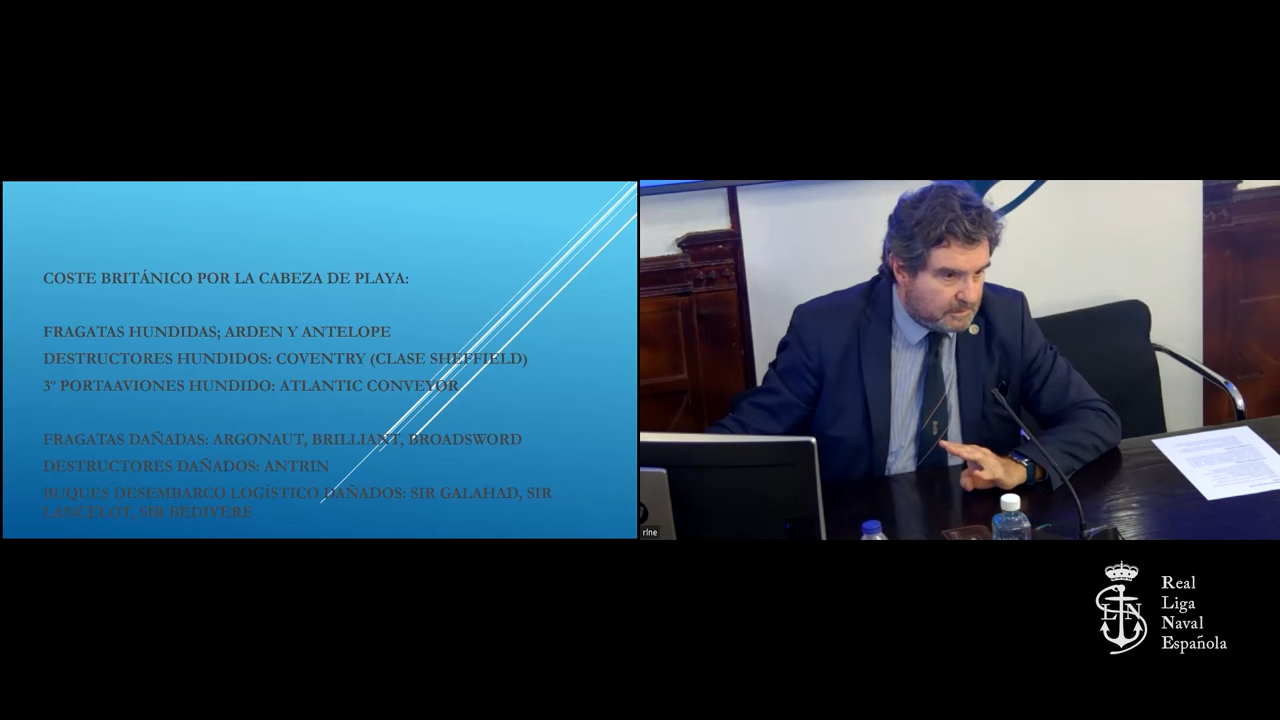 COSTE BRITÁNICO POR LA CABEZA DE PLAYA:
FRAGATAS HUNDIDAS; ARDEN Y ANTELOPE
DESTRUCTORES HUNDIDOS: COVENTRY (CLASE SHEFFIELD)
3º PORTAAVIONES HUNDIDO: ATLANTIC CONVEYOR
FRAGATAS DAÑADAS: ARGONAUT, BRILLIANT, BROADSWORD
DESTRUCTORES DAÑADOS: ANTRIN
BUQUES DESEMBARCO LOGÍSTICO DAÑADOS: SIR GALAHAD, SIR
LANCELOT, SIR BEDIVERE
rlne
LN
Real
Liga
Naval
Española